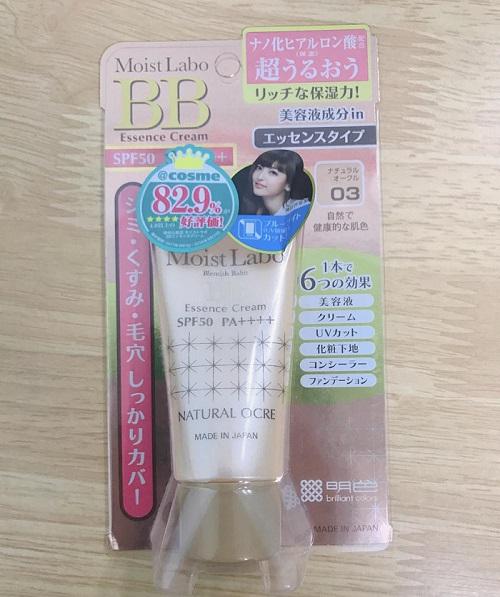 Moist Labo
BB
Essence Cream
SPF50
ナノ化ヒアルロン酸配合
(保湿)
超うるおう
リッチな保湿力!
美容液成分in
エッセンスタイプ
@cosme
82.9%が
★★★★
好評価!
ブルーライト
カット
ナチュラル
オークル
03
自然で
健康的な肌色
シミ・くすみ・毛穴 しっかりカバー
1本で
6つの効果
美容液
クリーム
UVカット
化粧下地
コンシーラー
ファンデーション
Moist Labo
Blemish Balm
Essence Cream
SPF50 PA++++
NATURAL OCRE
MADE IN JAPAN
明色
brilliant colors
MADE IN JAPAN